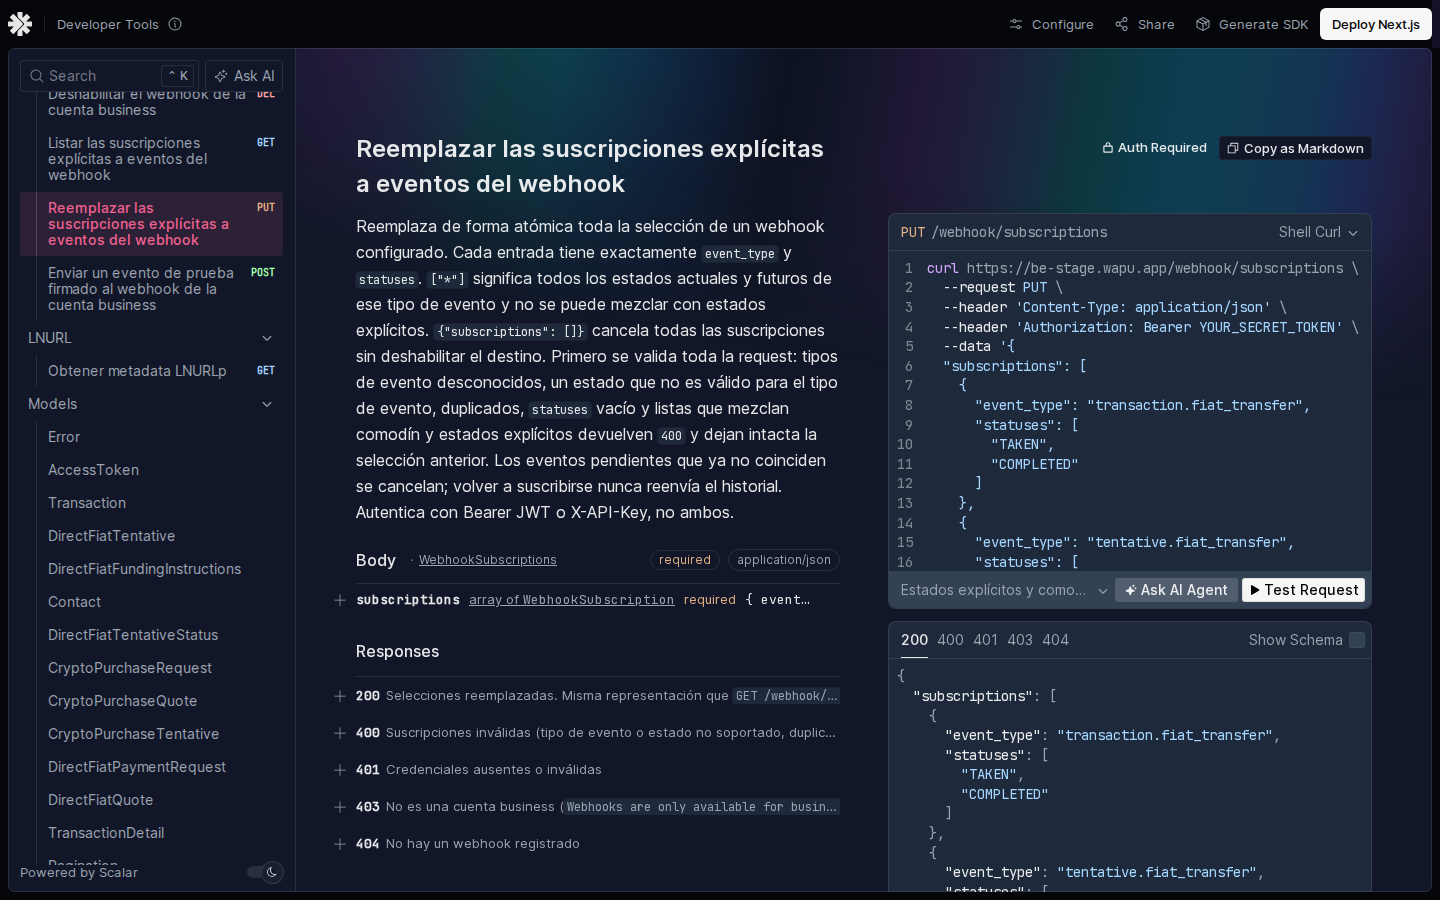 Developer Tools
Configure
Share
Generate SDK
Deploy Next.js
Search
⌃ K
Ask AI
Deshabilitar el webhook de la
cuenta business
DEL
Listar las suscripciones
explícitas a eventos del
webhook
GET
Reemplazar las
suscripciones explícitas a
eventos del webhook
PUT
Enviar un evento de prueba
firmado al webhook de la
cuenta business
POST
LNURL
Obtener metadata LNURLp
GET
Models
Error
AccessToken
Transaction
DirectFiatTentative
DirectFiatFundingInstructions
Contact
DirectFiatTentativeStatus
CryptoPurchaseRequest
CryptoPurchaseQuote
CryptoPurchaseTentative
DirectFiatPaymentRequest
DirectFiatQuote
TransactionDetail
Pagination
Powered by Scalar
Reemplazar las suscripciones explícitas
a eventos del webhook
Reemplaza de forma atómica toda la selección de un webhook
configurado. Cada entrada tiene exactamente event_type y
statuses. ["*"] significa todos los estados actuales y futuros de
ese tipo de evento y no se puede mezclar con estados
explícitos. {"subscriptions": []} cancela todas las suscripciones
sin deshabilitar el destino. Primero se valida toda la request: tipos
de evento desconocidos, un estado que no es válido para el tipo
de evento, duplicados, statuses vacío y listas que mezclan
comodín y estados explícitos devuelven 400 y dejan intacta la
selección anterior. Los eventos pendientes que ya no coinciden
se cancelan; volver a suscribirse nunca reenvía el historial.
Autentica con Bearer JWT o X-API-Key, no ambos.
Body · WebhookSubscriptions required application/json
subscriptions array of WebhookSubscription required { event…
Responses
200 Selecciones reemplazadas. Misma representación que GET /webhook/…
400 Suscripciones inválidas (tipo de evento o estado no soportado, duplic…
401 Credenciales ausentes o inválidas
403 No es una cuenta business (Webhooks are only available for busin…
404 No hay un webhook registrado
Auth Required
Copy as Markdown
PUT /webhook/subscriptions
Shell Curl
1 curl https://be-stage.wapu.app/webhook/subscriptions \
2 --request PUT \
3 --header 'Content-Type: application/json' \
4 --header 'Authorization: Bearer YOUR_SECRET_TOKEN' \
5 --data '{
6 "subscriptions": [
7 {
8 "event_type": "transaction.fiat_transfer",
9 "statuses": [
10 "TAKEN",
11 "COMPLETED"
12 ]
13 },
14 {
15 "event_type": "tentative.fiat_transfer",
16 "statuses": [
Estados explícitos y como…
Ask AI Agent
Test Request
200 400 401 403 404
Show Schema
{
"subscriptions": [
{
"event_type": "transaction.fiat_transfer",
"statuses": [
"TAKEN",
"COMPLETED"
]
},
{
"event_type": "tentative.fiat_transfer",
"statuses": [